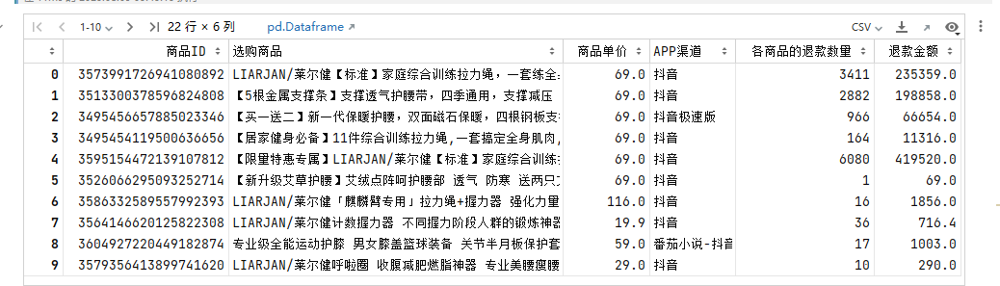 1-10 22 行 × 6 列 pd.Dataframe CSV
商品ID 选购商品 商品单价 APP渠道 各商品的退款数量 退款金额
0 3573991726941080892 LIARJAN/莱尔健【标准】家庭综合训练拉力绳，一套练全 69.0 抖音 3411 235359.0
1 3513300378596824808 【5根金属支撑条】支撑透气护腰带，四季通用，支撑减压 69.0 抖音 2882 198858.0
2 3495456657885023346 【买一送二】新一代保暖护腰，双面磁石保暖，四根钢板支 69.0 抖音极速版 966 66654.0
3 3495454119500636656 【居家健身必备】11件综合训练拉力绳,一套搞定全身肌肉, 69.0 抖音 164 11316.0
4 3595154472139107812 【限量特惠专属】LIARJAN/莱尔健【标准】家庭综合训练 69.0 抖音 6080 419520.0
5 3526066295093252714 【新升级艾草护腰】艾绒点阵呵护腰部 透气 防寒 送两只 69.0 抖音 1 69.0
6 3586332589557992393 LIARJAN/莱尔健「麒麟臂专用」拉力绳+握力器 强化力量 116.0 抖音 16 1856.0
7 3564146620125822308 LIARJAN/莱尔健计数握力器 不同握力阶段人群的锻炼神器 19.9 抖音 36 716.4
8 3604927220449182874 专业级全能运动护膝 男女膝盖篮球装备 关节半月板保护套 59.0 番茄小说-抖音 17 1003.0
9 3579356413899741620 LIARJAN/莱尔健呼啦圈 收腹减肥燃脂神器 专业美腰瘦腰 29.0 抖音 10 290.0